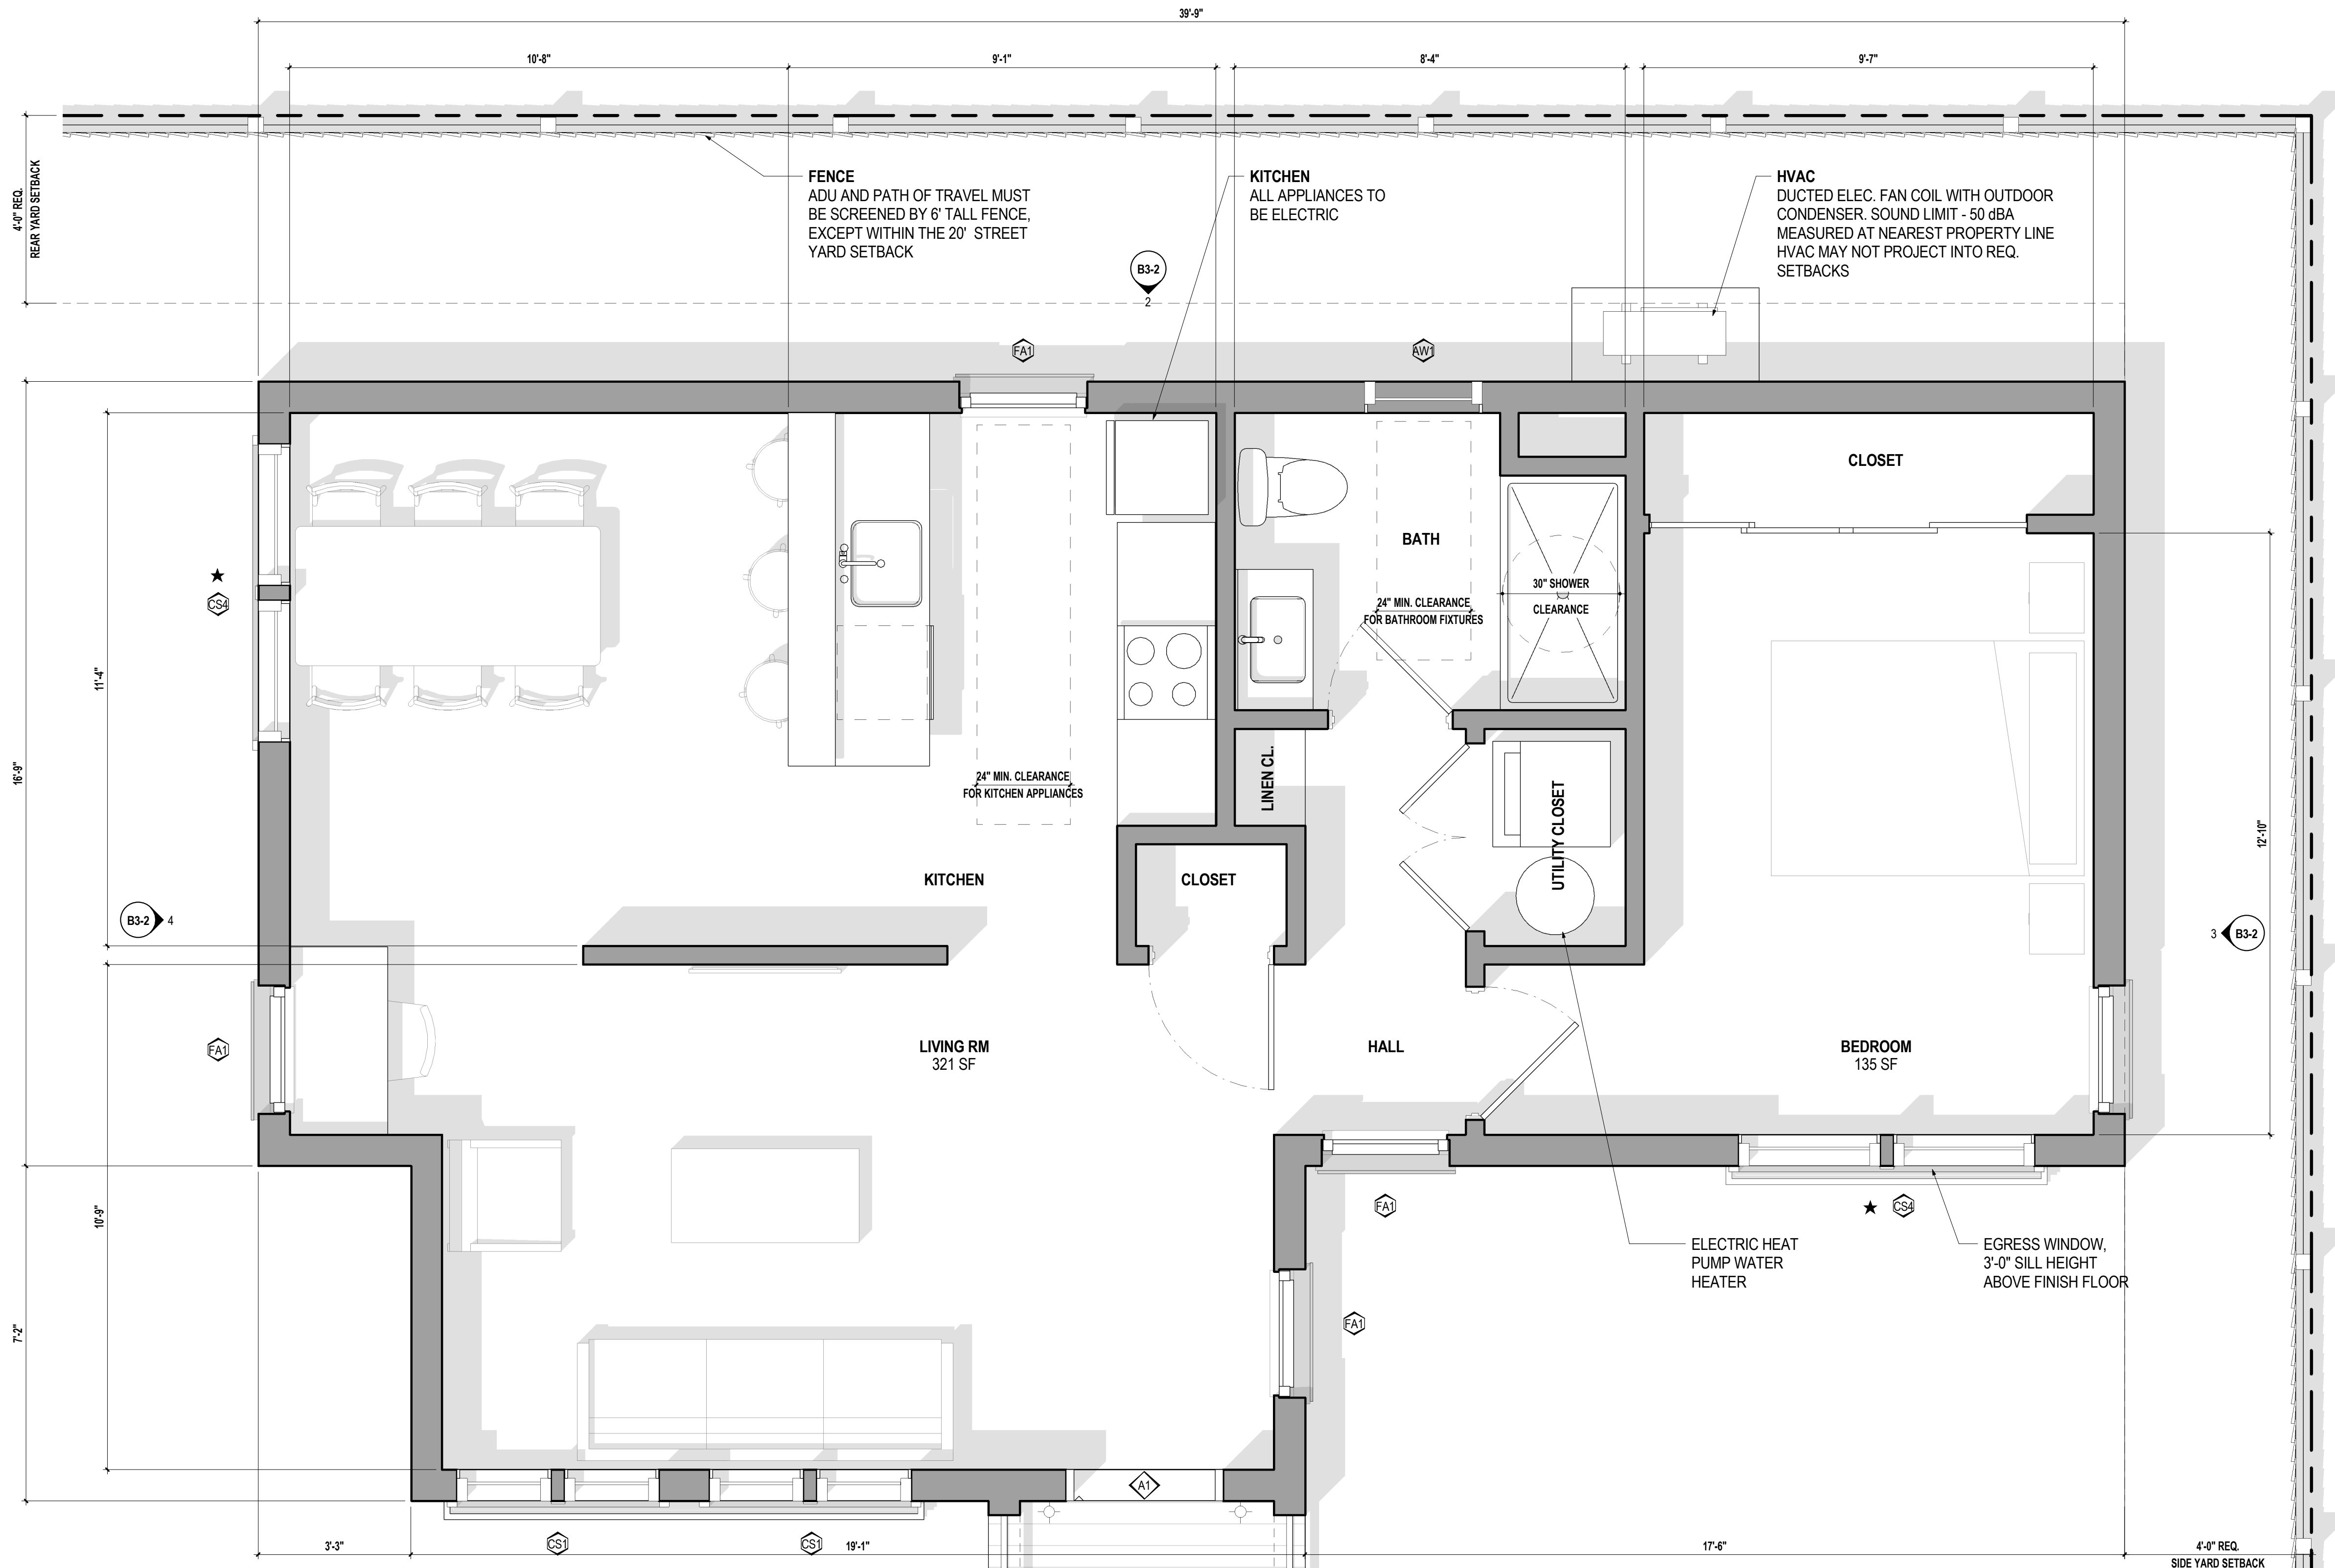 39'-9"
10'-8"
9'-1"
8'-4"
9'-7"
4'-0" REQ.
REAR YARD SETBACK
FENCE
ADU AND PATH OF TRAVEL MUST
BE SCREENED BY 6' TALL FENCE,
EXCEPT WITHIN THE 20' STREET
YARD SETBACK
KITCHEN
ALL APPLIANCES TO
BE ELECTRIC
HVAC
DUCTED ELEC. FAN COIL WITH OUTDOOR
CONDENSER. SOUND LIMIT - 50 dBA
MEASURED AT NEAREST PROPERTY LINE
HVAC MAY NOT PROJECT INTO REQ.
SETBACKS
B3-2
2
FA1
AW1
CLOSET
BATH
30" SHOWER
CLEARANCE
24" MIN. CLEARANCE
FOR BATHROOM FIXTURES
CS4
11'-4"
16'-9"
24" MIN. CLEARANCE
FOR KITCHEN APPLIANCES
LINEN CL.
UTILITY CLOSET
12'-10"
KITCHEN
CLOSET
B3-2
4
3
B3-2
FA1
LIVING RM
321 SF
HALL
BEDROOM
135 SF
10'-9"
FA1
CS4
ELECTRIC HEAT
PUMP WATER
HEATER
EGRESS WINDOW,
3'-0" SILL HEIGHT
ABOVE FINISH FLOOR
7'-2"
FA1
A1
CS1
CS1
3'-3"
19'-1"
17'-6"
4'-0" REQ.
SIDE YARD SETBACK